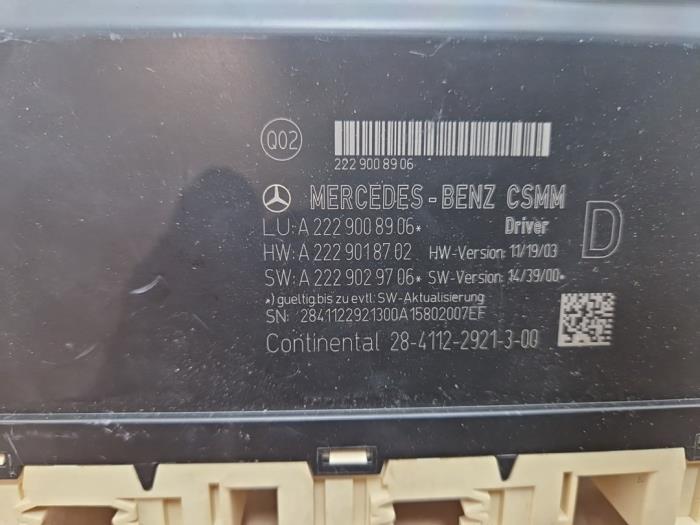 Q02
222 900 89 06
MERCEDES-BENZ CSMM
L.U.: A 222 900 89 06* Driver
D
HW: A 222 901 87 02 HW-Version: 11/19/03
SW: A 222 902 97 06* SW-Version: 14/39/00*
*) gueltig bis zu evtl. SW-Aktualisierung
SN: 2841122921300A15802007EF
Continental 28-4112-2921-3-00